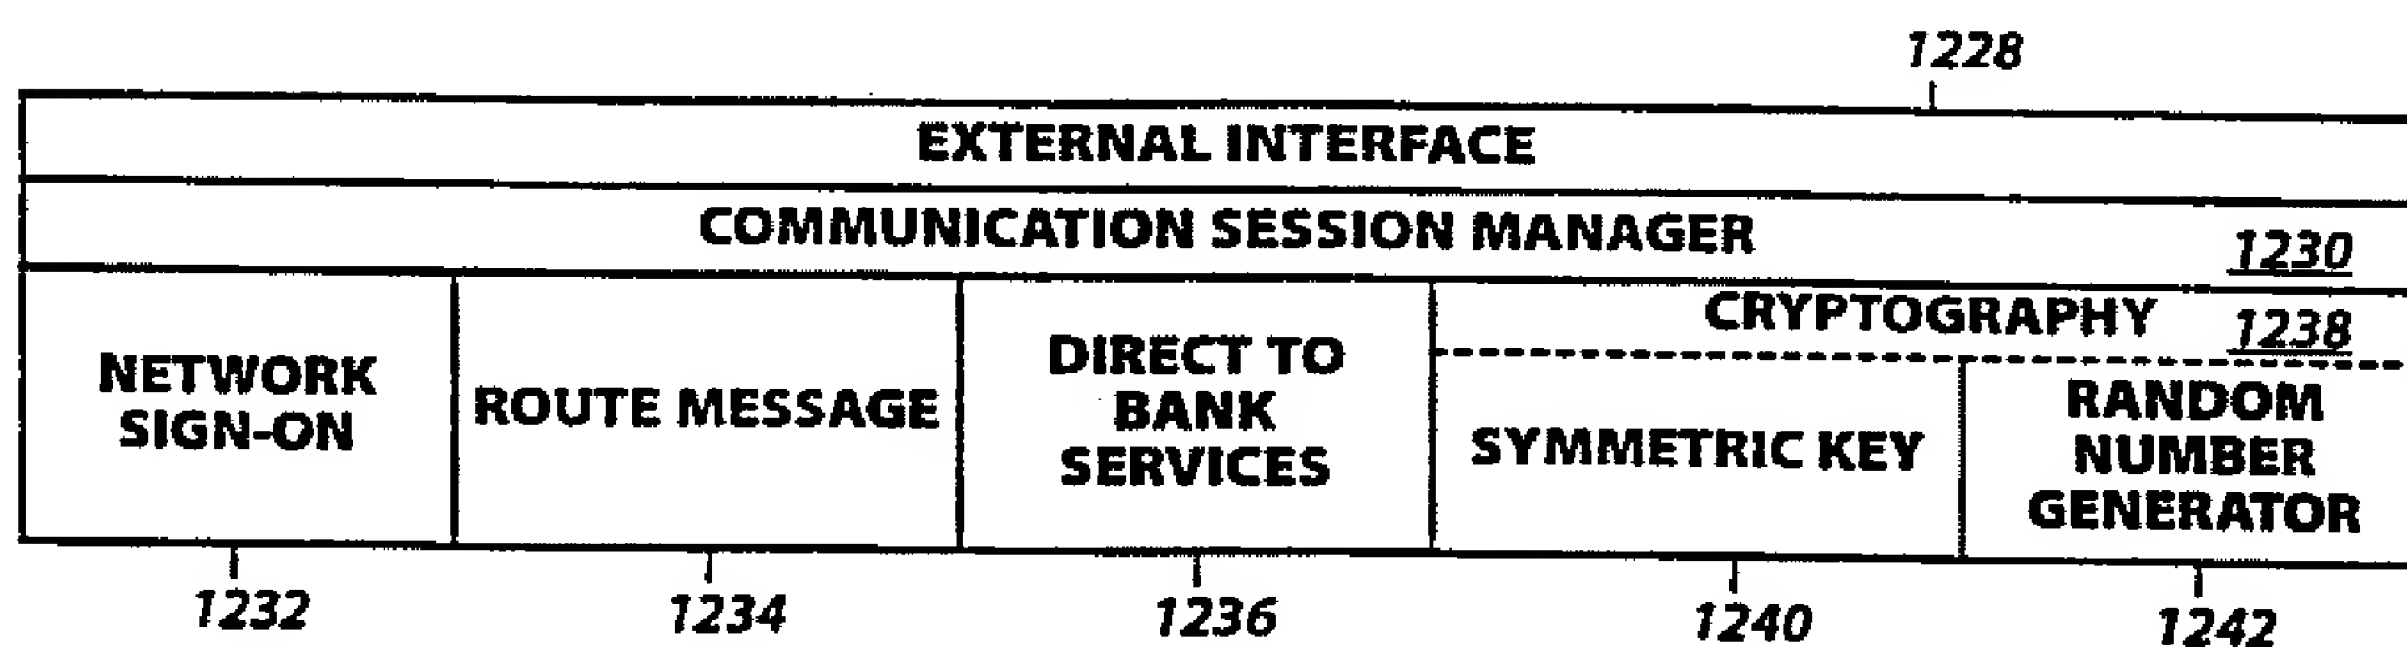 1228
EXTERNAL INTERFACE
COMMUNICATION SESSION MANAGER
1230
NETWORK
SIGN-ON
ROUTE MESSAGE
DIRECT TO
BANK
SERVICES
CRYPTOGRAPHY
1238
SYMMETRIC KEY
RANDOM
NUMBER
GENERATOR
1232
1234
1236
1240
1242